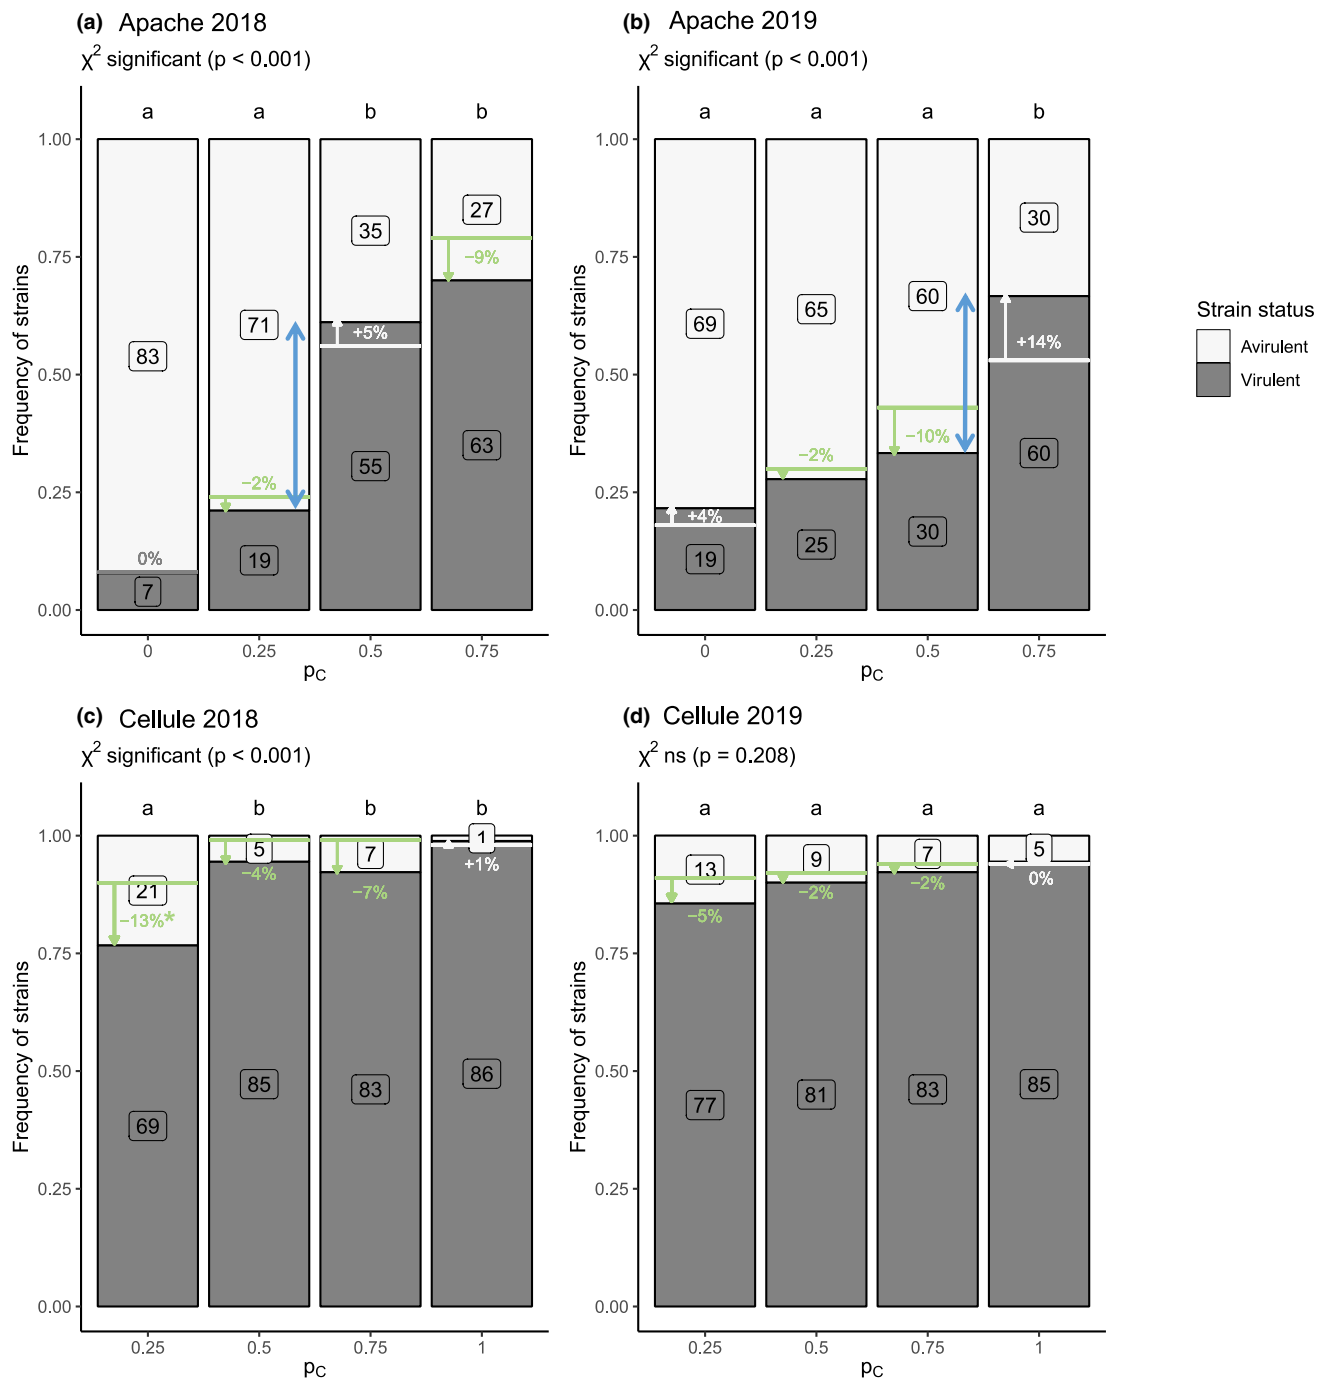 (a) Apache 2018
χ² significant (p < 0.001)
a a b b
1.00
0.75
0.50
0.25
0.00
Frequency of strains
83
0%
7
71
−2%
19
35
+5%
55
27
−9%
63
0 0.25 0.5 0.75
pC
(b) Apache 2019
χ² significant (p < 0.001)
a a a b
1.00
0.75
0.50
0.25
0.00
Frequency of strains
69
+4%
19
65
−2%
25
60
−10%
30
30
+14%
60
0 0.25 0.5 0.75
pC
Strain status
Avirulent
Virulent
(c) Cellule 2018
χ² significant (p < 0.001)
a b b b
1.00
0.75
0.50
0.25
0.00
Frequency of strains
21
−13%*
69
5
−4%
85
7
−7%
83
1
+1%
86
0.25 0.5 0.75 1
pC
(d) Cellule 2019
χ² ns (p = 0.208)
a a a a
1.00
0.75
0.50
0.25
0.00
Frequency of strains
13
−5%
77
9
−2%
81
7
−2%
83
5
0%
85
0.25 0.5 0.75 1
pC